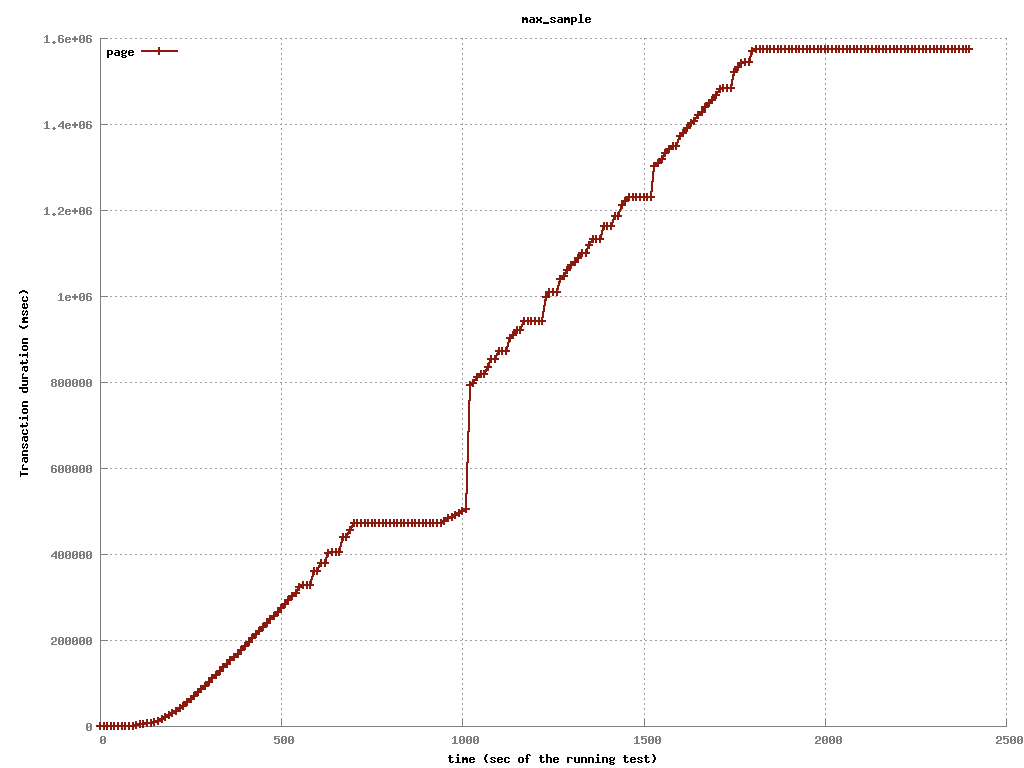 max_sample
1.6e+06
page
1.4e+06
1.2e+06
1e+06
800000
600000
400000
200000
0
Transaction duration (msec)
0 500 1000 1500 2000 2500
time (sec of the running test)